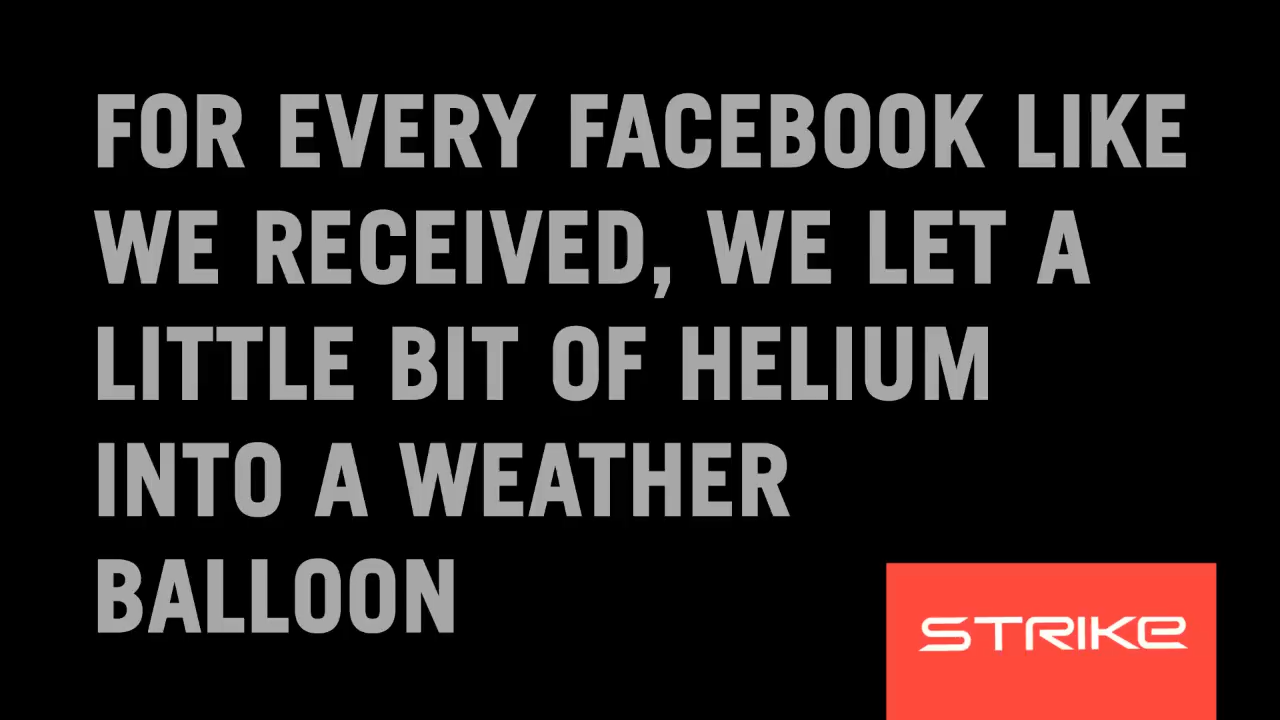 FOR EVERY FACEBOOK LIKE
WE RECEIVED, WE LET A
LITTLE BIT OF HELIUM
INTO A WEATHER
BALLOON
STRIKE